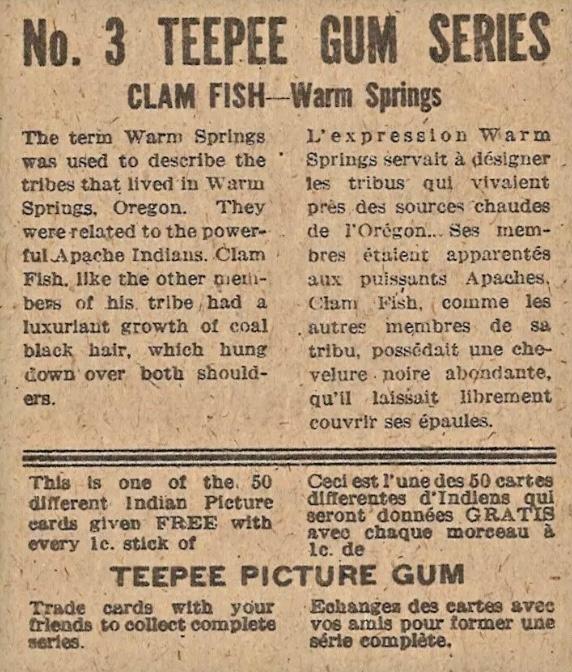 No. 3 TEEPEE GUM SERIES
CLAM FISH—Warm Springs
The term Warm Springs
was used to describe the
tribes that lived in Warm
Springs, Oregon. They
were related to the power-
ful Apache Indians. Clam
Fish, like the other mem-
bers of his tribe had a
luxuriant growth of coal
black hair, which hung
down over both should-
ers.
L'expression Warm
Springs servait à désigner
les tribus qui vivaient
près des sources chaudes
de l'Orégon. Ses mem-
bres étaient apparentés
aux puissants Apaches.
Clam Fish, comme les
autres membres de sa
tribu, possédait une che-
velure noire abondante,
qu'il laissait librement
couvrir ses épaules.
This is one of the 50
different Indian Picture
cards given FREE with
every 1c. stick of
Ceci est l'une des 50 cartes
differentes d'Indiens qui
seront données GRATIS
avec chaque morceau à
1c. de
TEEPEE PICTURE GUM
Trade cards with your
friends to collect complete
series.
Echangez des cartes avec
vos amis pour former une
série complète.